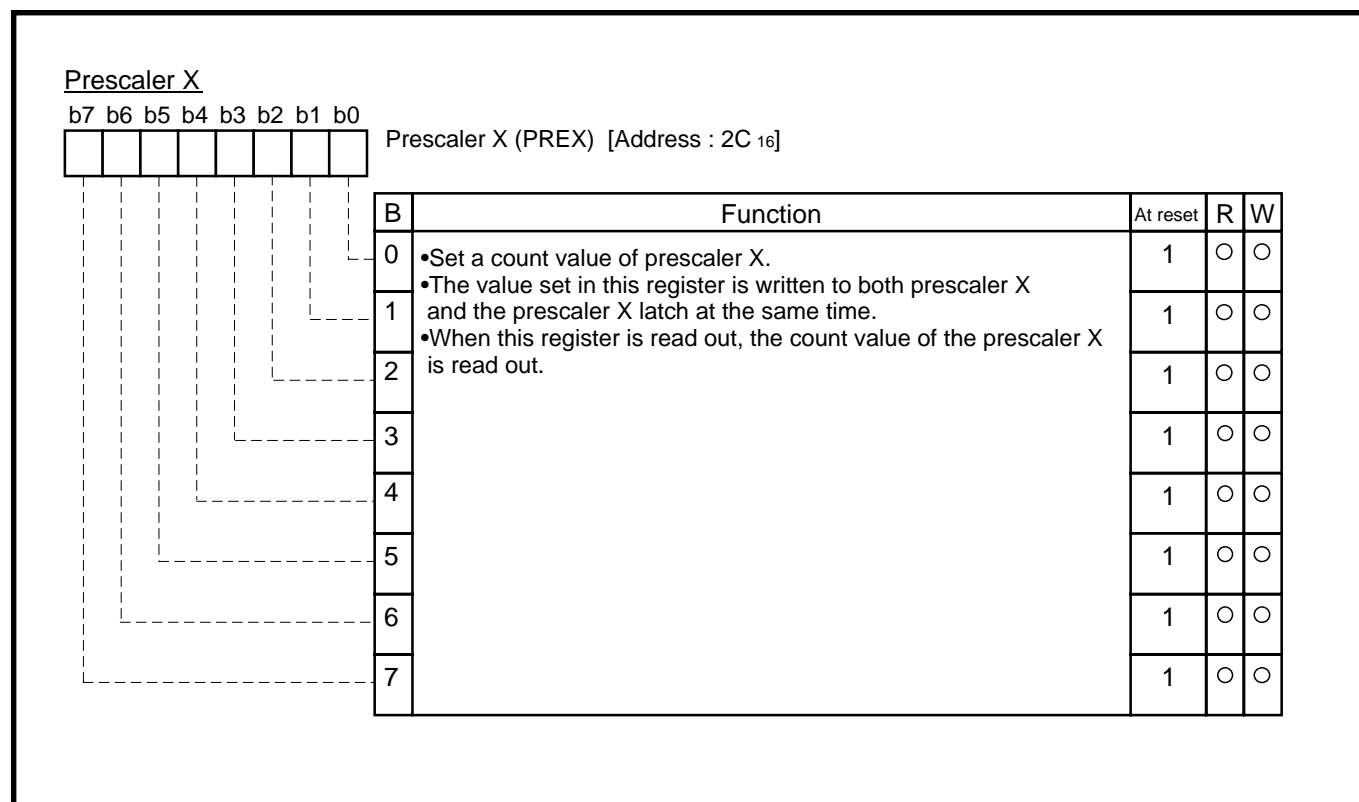 Prescaler X
b7 b6 b5 b4 b3 b2 b1 b0
Prescaler X (PREX) [Address : 2C 16]
B Function At reset R W
0 •Set a count value of prescaler X. 1 ○ ○
•The value set in this register is written to both prescaler X
1 and the prescaler X latch at the same time. 1 ○ ○
•When this register is read out, the count value of the prescaler X
2 is read out. 1 ○ ○
3 1 ○ ○
4 1 ○ ○
5 1 ○ ○
6 1 ○ ○
7 1 ○ ○